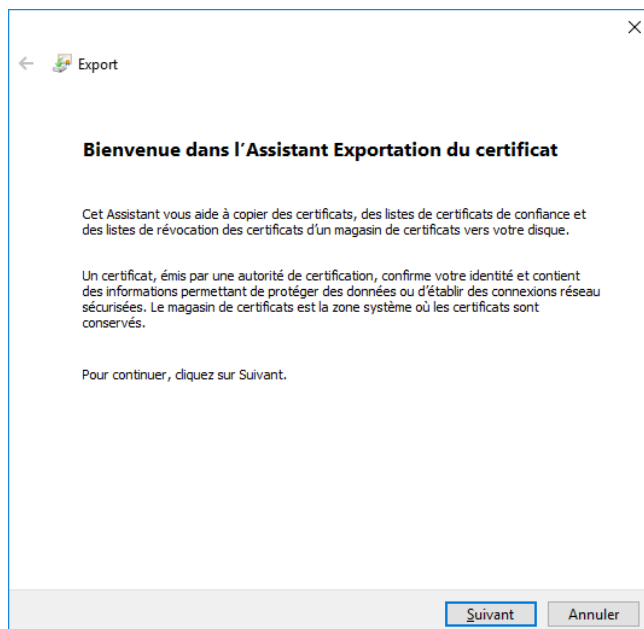 Export
Bienvenue dans l’Assistant Exportation du certificat
Cet Assistant vous aide à copier des certificats, des listes de certificats de confiance et
des listes de révocation des certificats d’un magasin de certificats vers votre disque.
Un certificat, émis par une autorité de certification, confirme votre identité et contient
des informations permettant de protéger des données ou d’établir des connexions réseau
sécurisées. Le magasin de certificats est la zone système où les certificats sont
conservés.
Pour continuer, cliquez sur Suivant.
Suivant Annuler